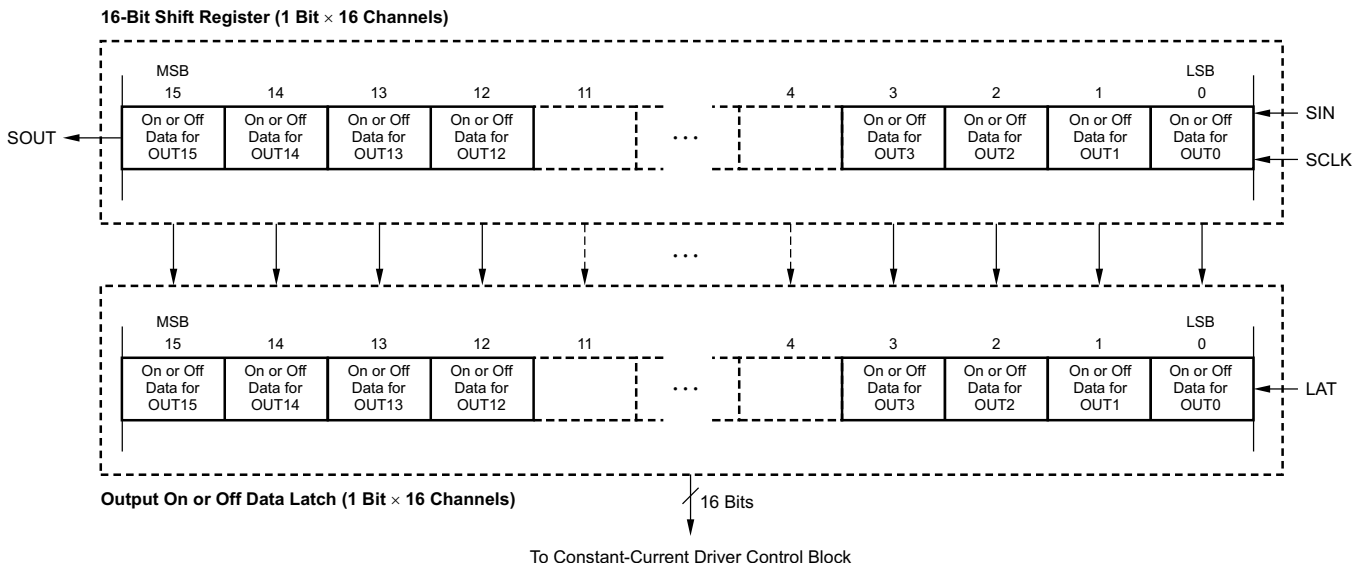 16-Bit Shift Register (1 Bit × 16 Channels)
MSB LSB
15 14 13 12 11 4 3 2 1 0
On or Off On or Off On or Off On or Off On or Off On or Off On or Off On or Off
Data for Data for Data for Data for ... Data for Data for Data for Data for
OUT15 OUT14 OUT13 OUT12 OUT3 OUT2 OUT1 OUT0
SOUT
SIN
SCLK
...
MSB LSB
15 14 13 12 11 4 3 2 1 0
On or Off On or Off On or Off On or Off On or Off On or Off On or Off On or Off
Data for Data for Data for Data for ... Data for Data for Data for Data for
OUT15 OUT14 OUT13 OUT12 OUT3 OUT2 OUT1 OUT0
LAT
Output On or Off Data Latch (1 Bit × 16 Channels)
16 Bits
To Constant-Current Driver Control Block